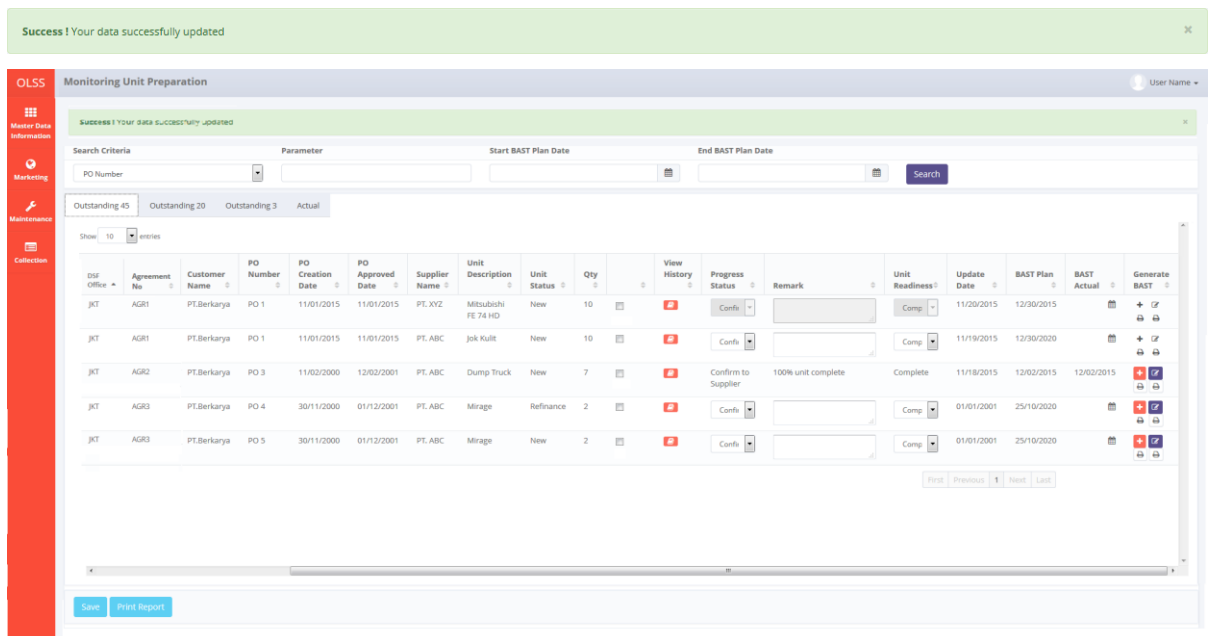 Success ! Your data successfully updated ×
OLSS Monitoring Unit Preparation User Name
Master Data
Information
Marketing
Maintenance
Collection
Success ! Your data successfully updated ×
Search Criteria Parameter Start BAST Plan Date End BAST Plan Date
PO Number Search
Outstanding 45 Outstanding 20 Outstanding 3 Actual
Show 10 entries
DSF Office Agreement No Customer Name PO Number PO Creation Date PO Approved Date Supplier Name Unit Description Unit Status Qty View History Progress Status Remark Unit Readiness Update Date BAST Plan BAST Actual Generate BAST
JKT AGR1 PT.Berkarya PO 1 11/01/2015 11/01/2015 PT. XYZ Mitsubishi FE 74 HD New 10 Confi Comp 11/20/2015 12/30/2015
JKT AGR1 PT.Berkarya PO 1 11/01/2015 11/01/2015 PT. ABC Jok Kulit New 10 Confi Comp 11/19/2015 12/30/2020
JKT AGR2 PT.Berkarya PO 3 11/02/2000 12/02/2001 PT. ABC Dump Truck New 7 Confirm to Supplier 100% unit complete Complete 11/18/2015 12/02/2015 12/02/2015
JKT AGR3 PT.Berkarya PO 4 30/11/2000 01/12/2001 PT. ABC Mirage Refinance 2 Confi Comp 01/01/2001 25/10/2020
JKT AGR3 PT.Berkarya PO 5 30/11/2000 01/12/2001 PT. ABC Mirage New 2 Confi Comp 01/01/2001 25/10/2020
First Previous 1 Next Last
Save Print Report